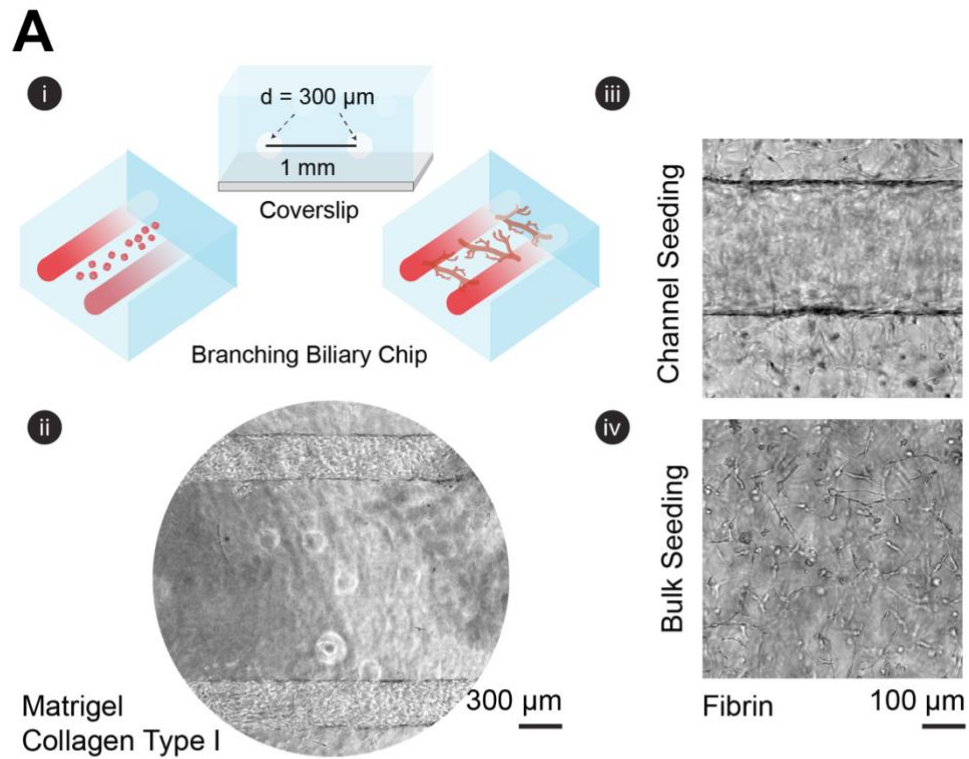 A
i
d = 300 µm
1 mm
Coverslip
Branching Biliary Chip
ii
Matrigel
Collagen Type I
300 µm
iii
Channel Seeding
iv
Bulk Seeding
Fibrin
100 µm